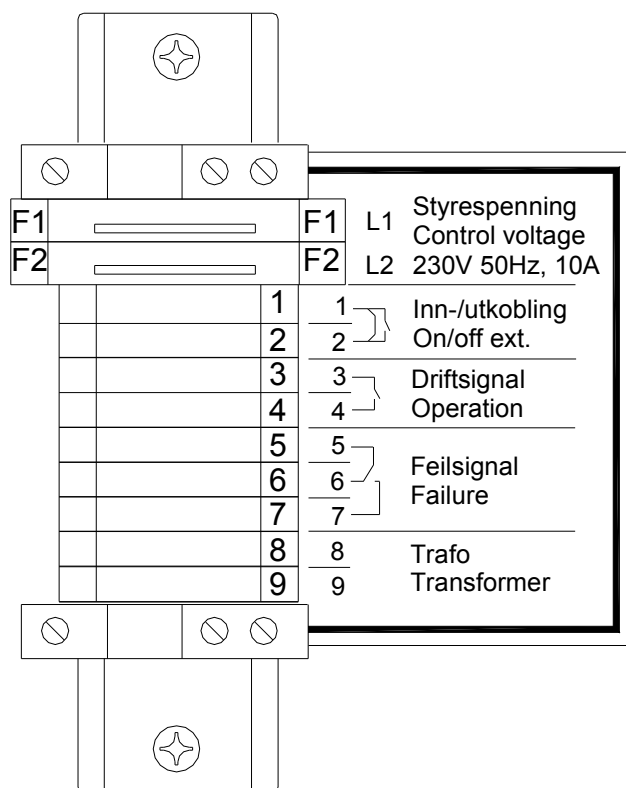 F1 F1 L1 Styrespenning
Control voltage
F2 F2 L2 230V 50Hz, 10A
1 1 Inn-/utkobling
2 2 On/off ext.
3 3 Driftsignal
4 4 Operation
5 5
6 6 Feilsignal
Failure
7 7
8 8 Trafo
9 9 Transformer